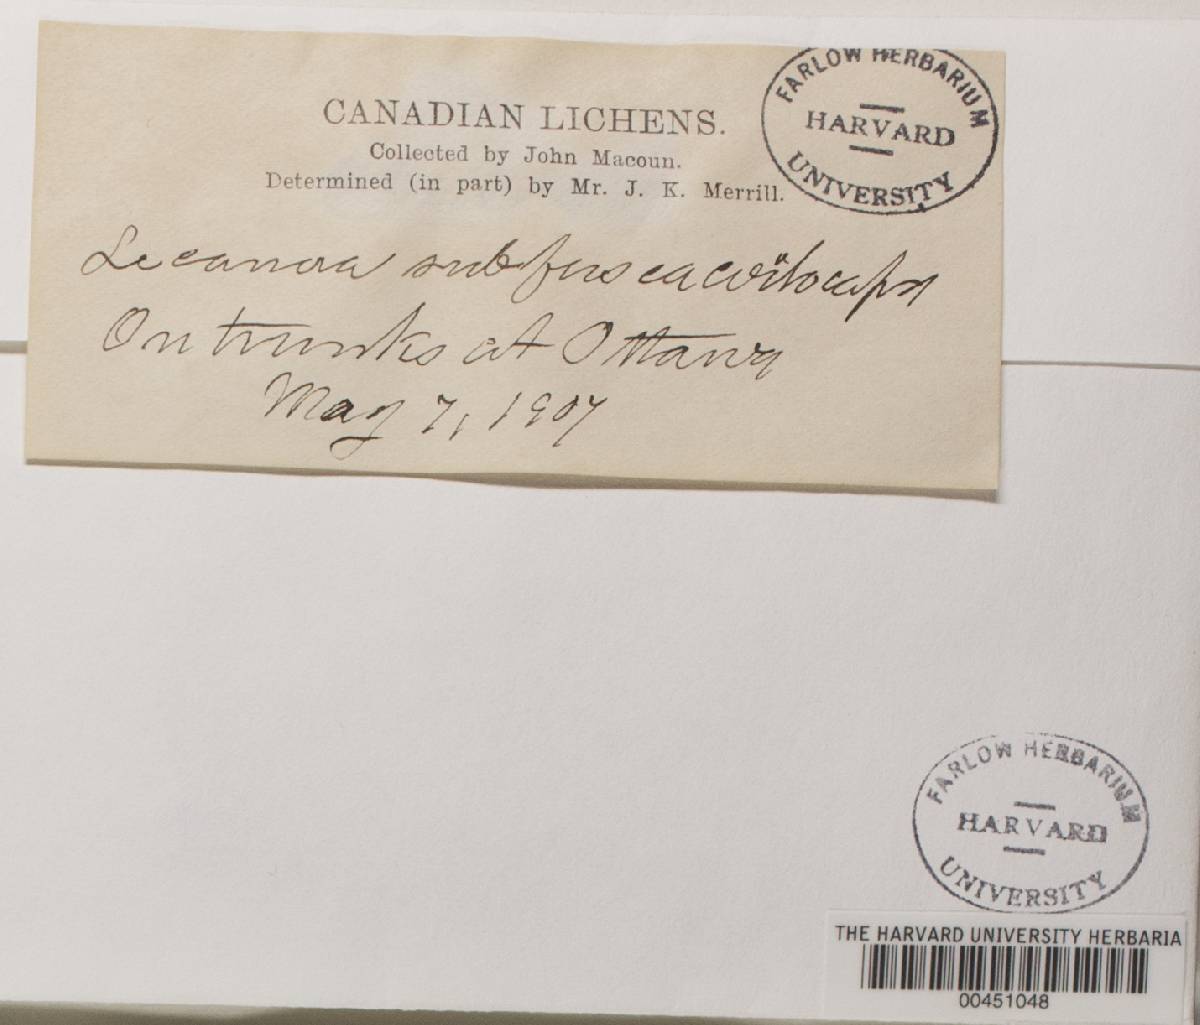 CANADIAN LICHENS.
Collected by John Macoun.
Determined (in part) by Mr. J. K. Merrill.
FARLOW HERBARIUM
HARVARD
UNIVERSITY
Lecanora subfusca
On trunks at Ottawa
May 7, 1907
FARLOW HERBARIUM
HARVARD
UNIVERSITY
THE HARVARD UNIVERSITY HERBARIA
00451048